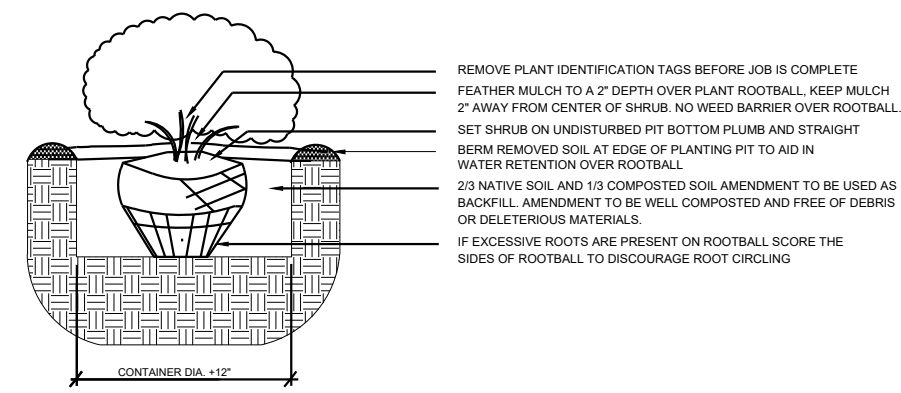 REMOVE PLANT IDENTIFICATION TAGS BEFORE JOB IS COMPLETE
FEATHER MULCH TO A 2" DEPTH OVER PLANT ROOTBALL, KEEP MULCH
2" AWAY FROM CENTER OF SHRUB. NO WEED BARRIER OVER ROOTBALL.
SET SHRUB ON UNDISTURBED PIT BOTTOM PLUMB AND STRAIGHT
BERM REMOVED SOIL AT EDGE OF PLANTING PIT TO AID IN
WATER RETENTION OVER ROOTBALL
2/3 NATIVE SOIL AND 1/3 COMPOSTED SOIL AMENDMENT TO BE USED AS
BACKFILL. AMENDMENT TO BE WELL COMPOSTED AND FREE OF DEBRIS
OR DELETERIOUS MATERIALS.
IF EXCESSIVE ROOTS ARE PRESENT ON ROOTBALL SCORE THE
SIDES OF ROOTBALL TO DISCOURAGE ROOT CIRCLING
CONTAINER DIA. +12"